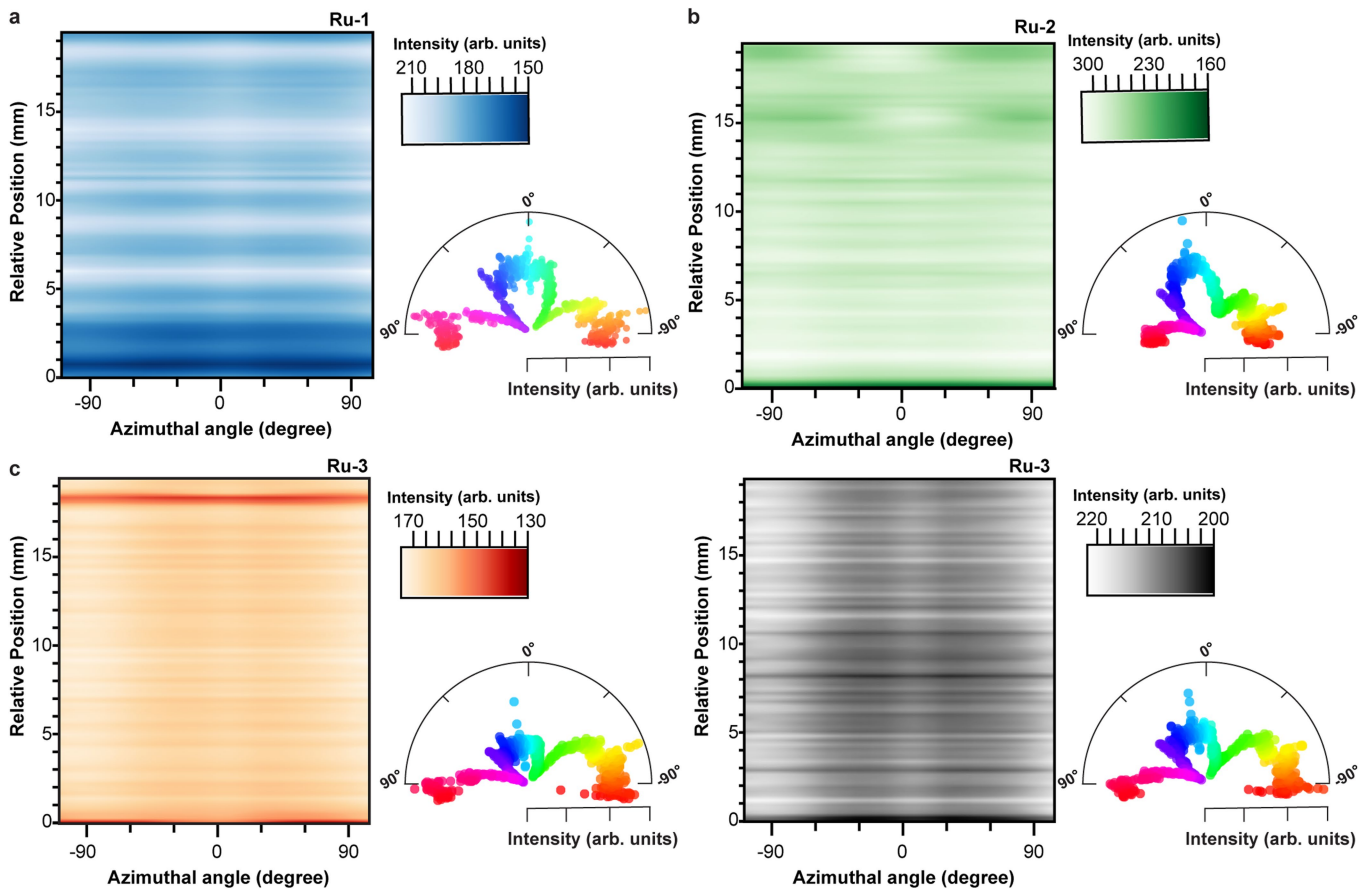 a
Ru-1
Intensity (arb. units)
210 180 150
Relative Position (mm)
15
10
5
0
-90 0 90
Azimuthal angle (degree)
0°
90° -90°
Intensity (arb. units)
b
Ru-2
Intensity (arb. units)
300 230 160
Relative Position (mm)
15
10
5
0
-90 0 90
Azimuthal angle (degree)
0°
90° -90°
Intensity (arb. units)
c
Ru-3
Intensity (arb. units)
170 150 130
Relative Position (mm)
15
10
5
0
-90 0 90
Azimuthal angle (degree)
0°
90° -90°
Intensity (arb. units)
Ru-3
Intensity (arb. units)
220 210 200
Relative Position (mm)
15
10
5
0
-90 0 90
Azimuthal angle (degree)
0°
90° -90°
Intensity (arb. units)